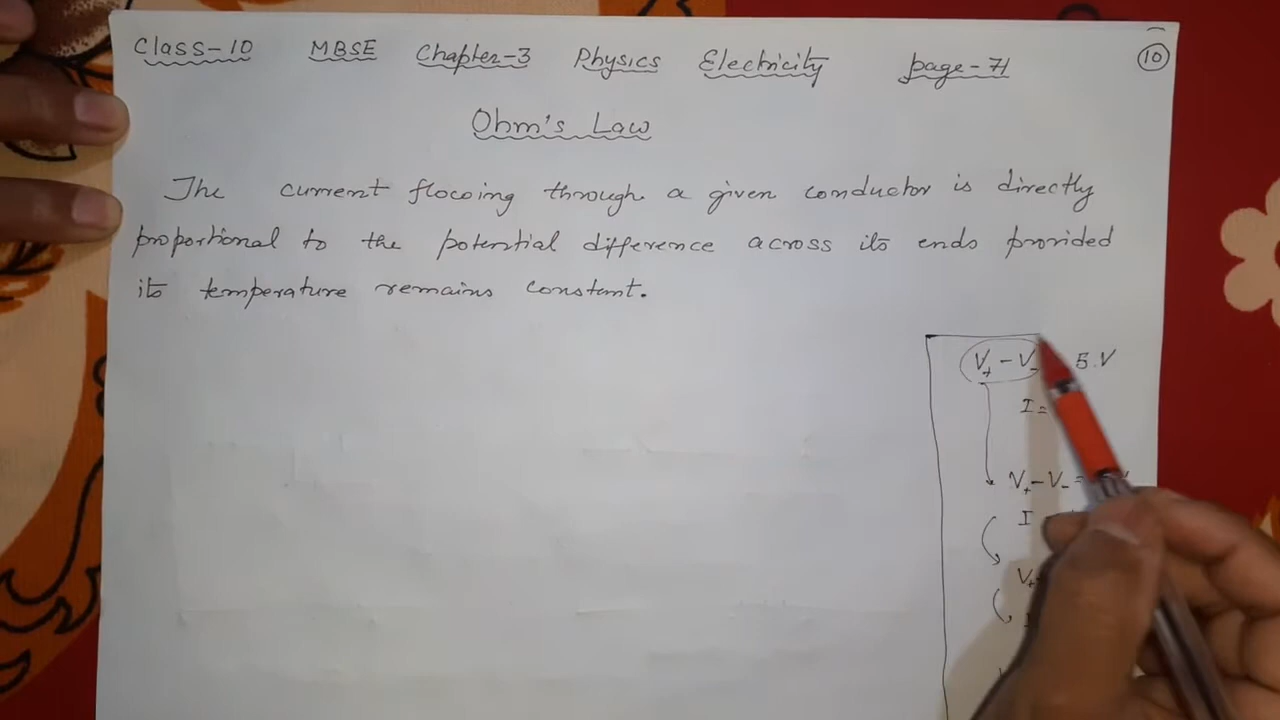 Class-10 MBSE Chapter-3 Physics Electricity page-71
10
Ohm's Law
The current flowing through a given conductor is directly
proportional to the potential difference across its ends provided
its temperature remains constant.
V₊ - V₋ 5.V
I =
V₊ - V₋ =
I